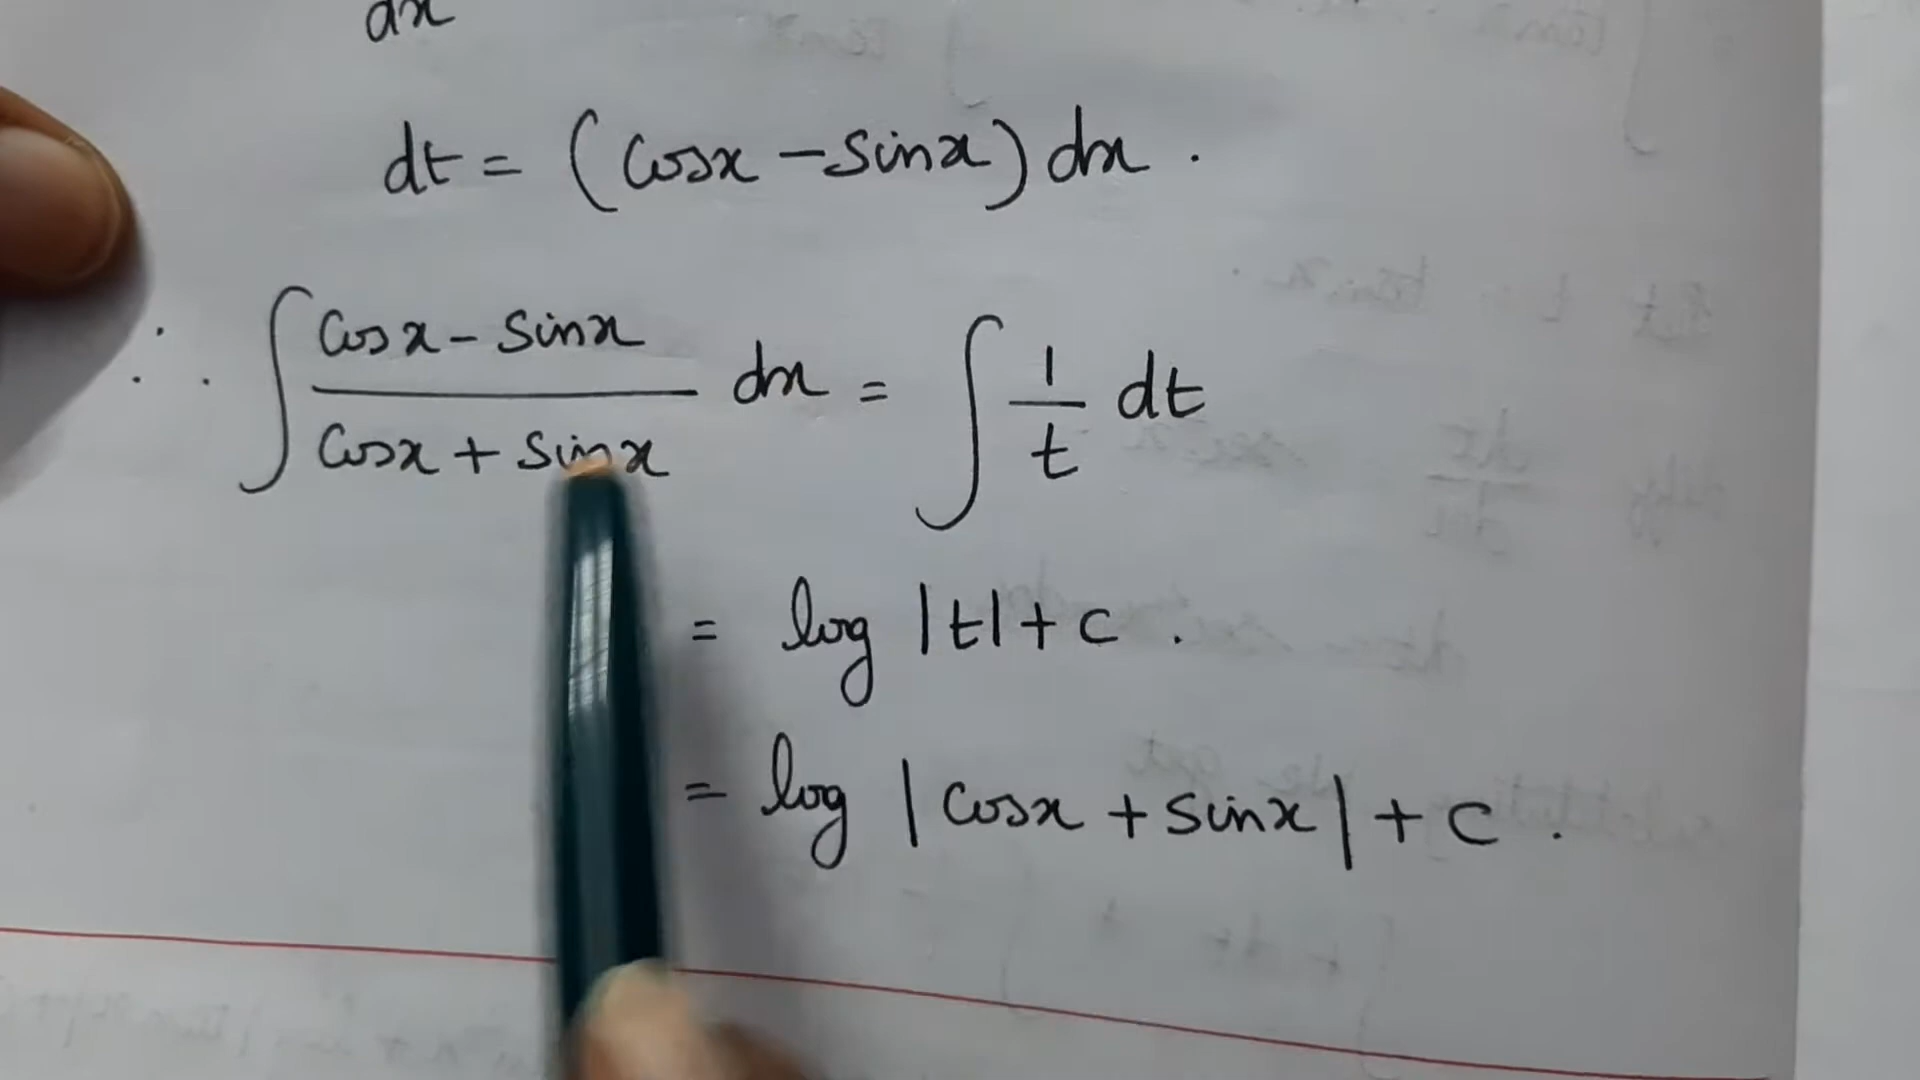 dx
dt = (cosx - sinx) dx .
∴ ∫ (cosx - sinx)/(cosx + sinx) dx = ∫ 1/t dt
= log |t| + c .
= log | cosx + sinx | + c .